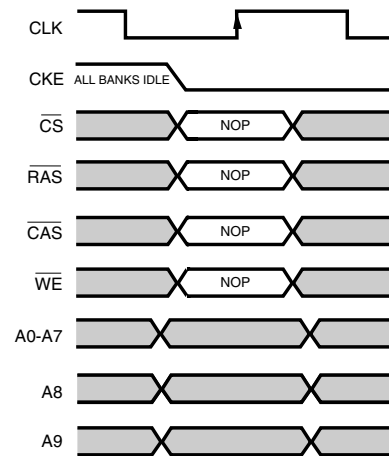 CLK
CKE ALL BANKS IDLE
CS NOP
RAS NOP
CAS NOP
WE NOP
A0-A7
A8
A9